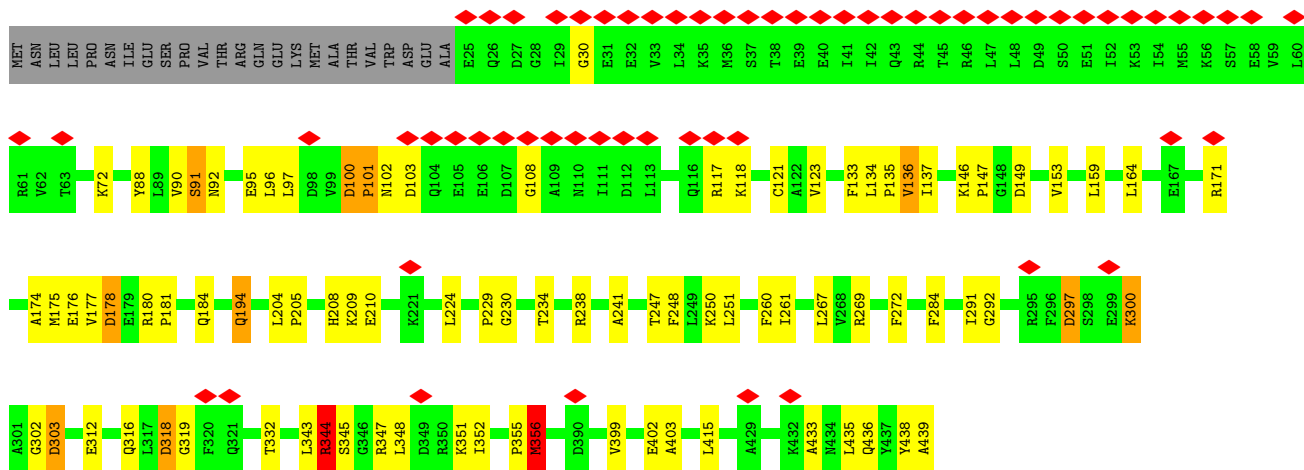 MET ASN LEU LEU PRO ASN ILE GLU SER PRO VAL THR ARG GLN GLU LYS MET ALA THR VAL TRP ASP GLU ALA E25 Q26 D27 G28 I29 G30 E31 E32 V33 L34 K35 M36 S37 T38 E39 E40 I41 I42 Q43 R44 T45 R46 L47 L48 D49 S50 E51 I52 K53 I54 M55 K56 S57 E58 V59 L60
R61 V62 T63 K72 Y88 L89 V90 S91 N92 E95 L96 L97 D98 V99 D100 P101 N102 D103 Q104 E105 E106 D107 G108 A109 N110 I111 D112 L113 Q116 R117 K118 C121 A122 V123 F133 L134 P135 V136 I137 K146 P147 G148 D149 V153 L159 L164 E167 R171
A174 M175 E176 V177 D178 E179 R180 P181 Q184 Q194 L204 P205 H208 K209 E210 K221 L224 P229 G230 T234 R238 A241 T247 F248 L249 K250 L251 F260 I261 L267 V268 R269 F272 F284 I291 G292 R295 F296 D297 S298 E299 K300
A301 G302 D303 E312 Q316 L317 D318 G319 F320 Q321 T332 L343 R344 S345 G346 R347 L348 D349 R350 K351 I352 P355 M356 D390 V399 E402 A403 L415 A429 K432 A433 N434 L435 Q436 Y437 Y438 A439